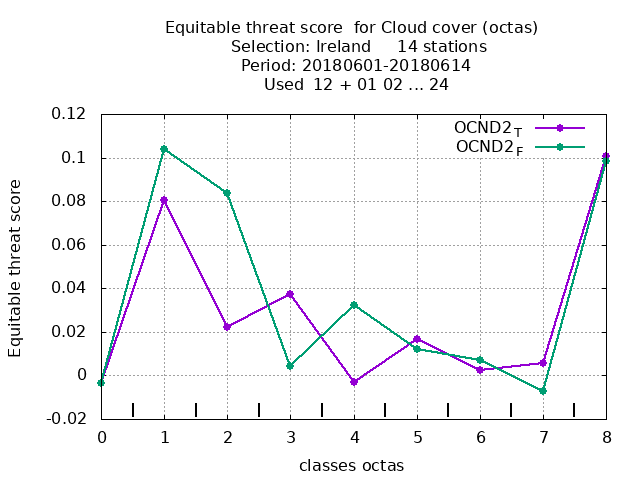 Equitable threat score  for Cloud cover (octas)
Selection: Ireland     14 stations
Period: 20180601-20180614
Used  12 + 01 02 ... 24
OCND2T
OCND2F
Equitable threat score
0.12
0.1
0.08
0.06
0.04
0.02
0
-0.02
0 1 2 3 4 5 6 7 8
classes octas